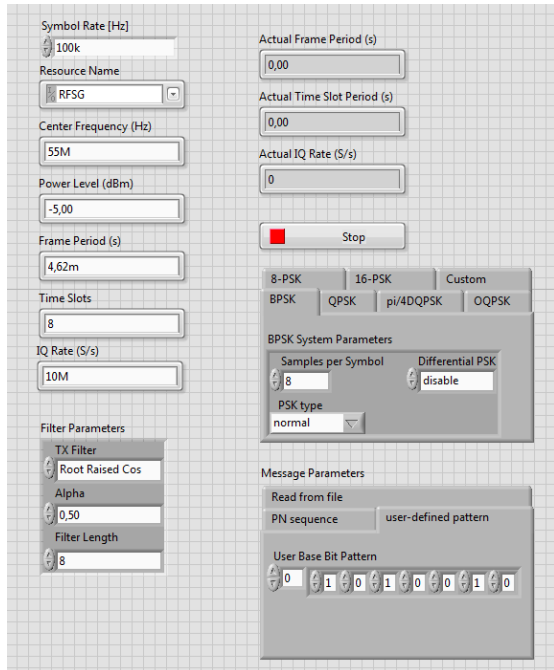 Symbol Rate [Hz]
100k
Resource Name
RFSG
Center Frequency (Hz)
55M
Power Level (dBm)
-5,00
Frame Period (s)
4,62m
Time Slots
8
IQ Rate (S/s)
10M
Filter Parameters
TX Filter
Root Raised Cos
Alpha
0,50
Filter Length
8
Actual Frame Period (s)
0,00
Actual Time Slot Period (s)
0,00
Actual IQ Rate (S/s)
0
Stop
8-PSK 16-PSK Custom
BPSK QPSK pi/4DQPSK OQPSK
BPSK System Parameters
Samples per Symbol Differential PSK
8 disable
PSK type
normal
Message Parameters
Read from file
PN sequence user-defined pattern
User Base Bit Pattern
0 1 0 1 0 0 1 0